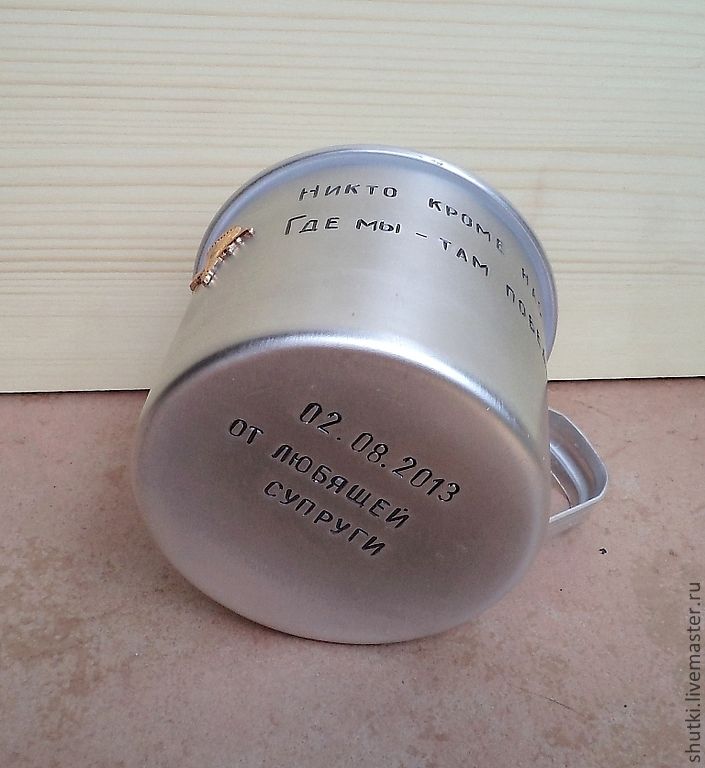 Никто кроме
Где мы - там
02.08.2013
от любящей
супруги
shutki.livemaster.ru